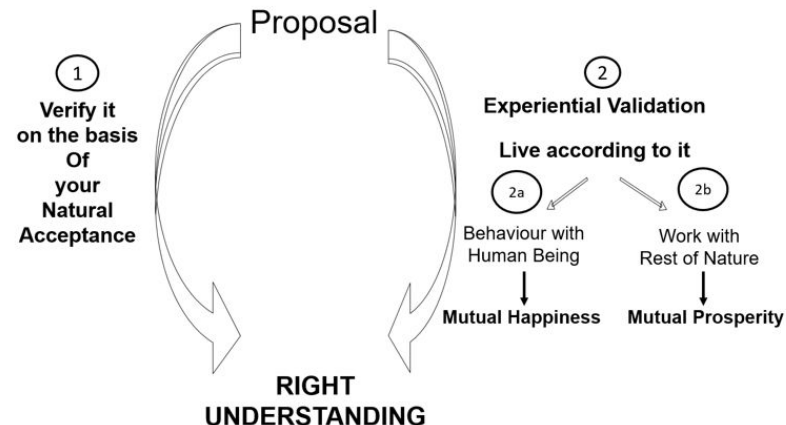 Proposal
1
Verify it
on the basis
Of
your
Natural
Acceptance
2
Experiential Validation
Live according to it
2a
Behaviour with
Human Being
Mutual Happiness
2b
Work with
Rest of Nature
Mutual Prosperity
RIGHT
UNDERSTANDING